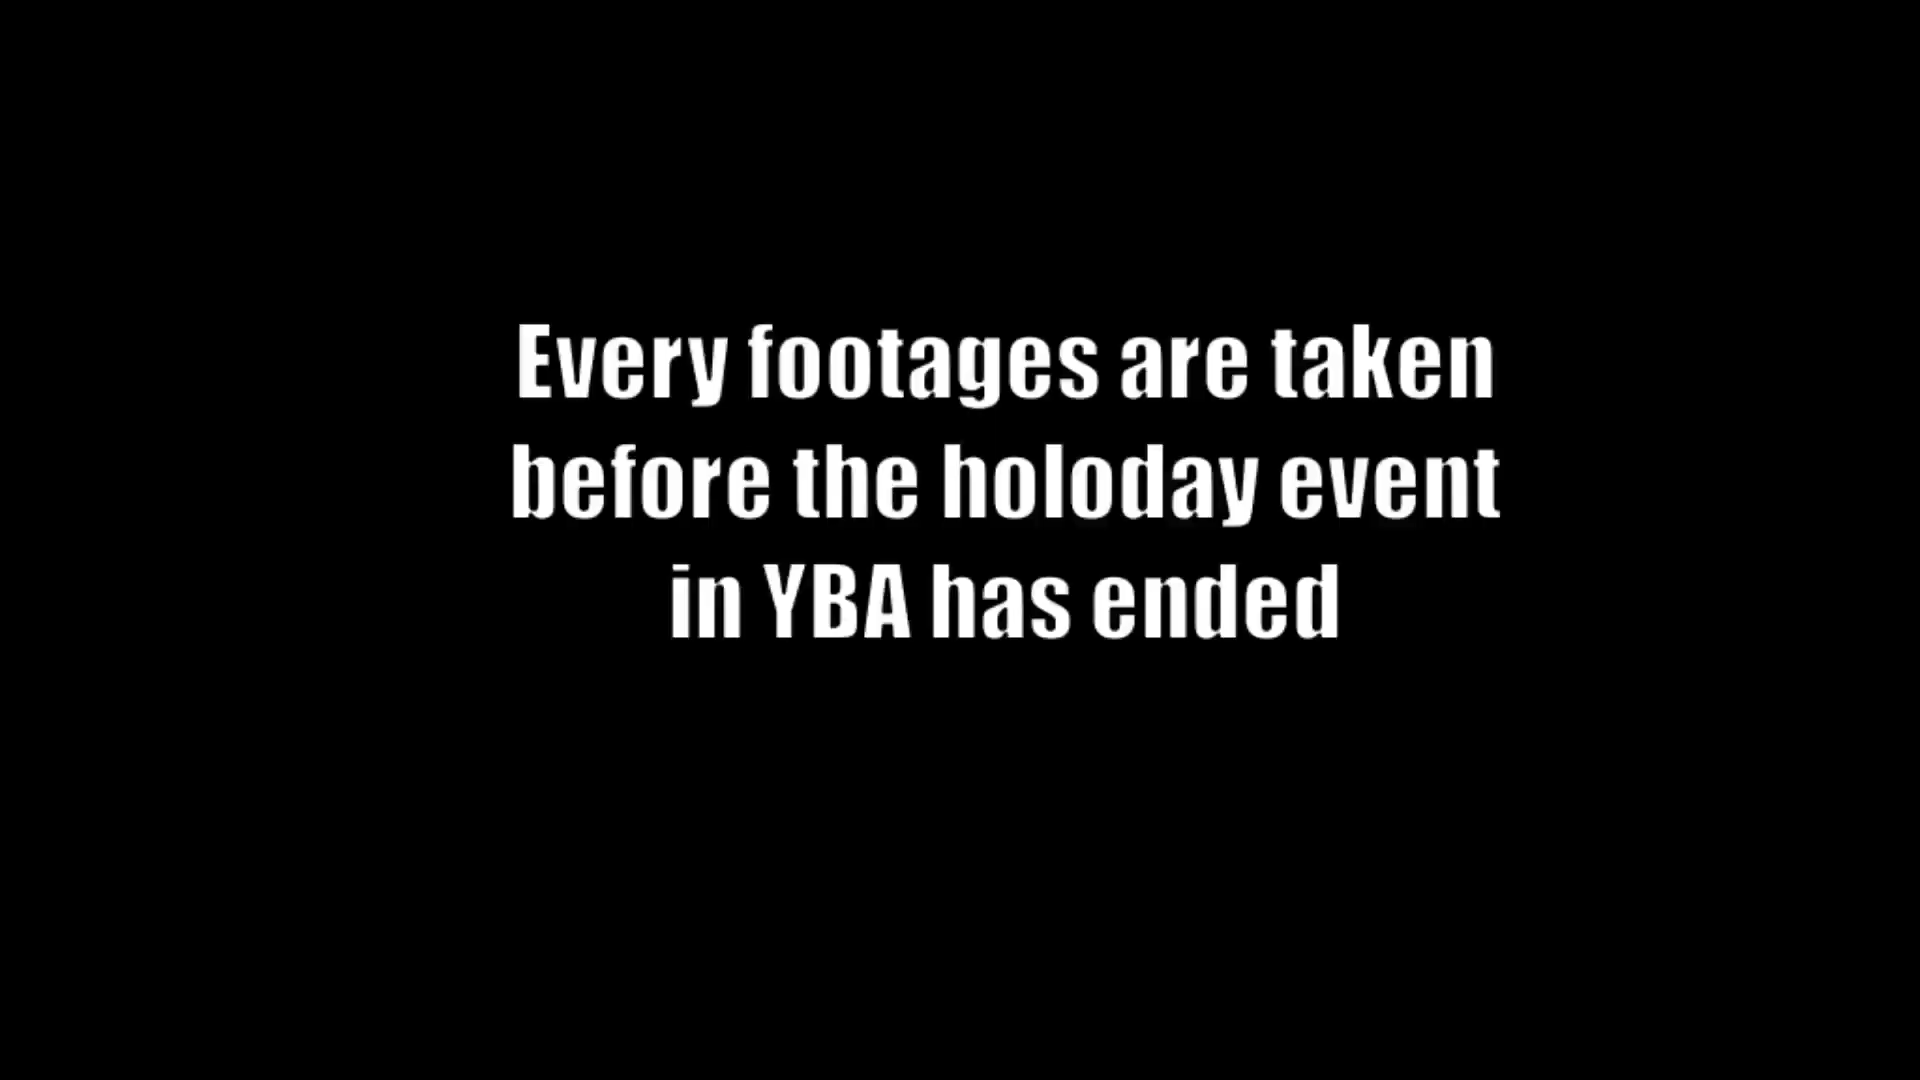 Every footages are taken
before the holoday event
in YBA has ended